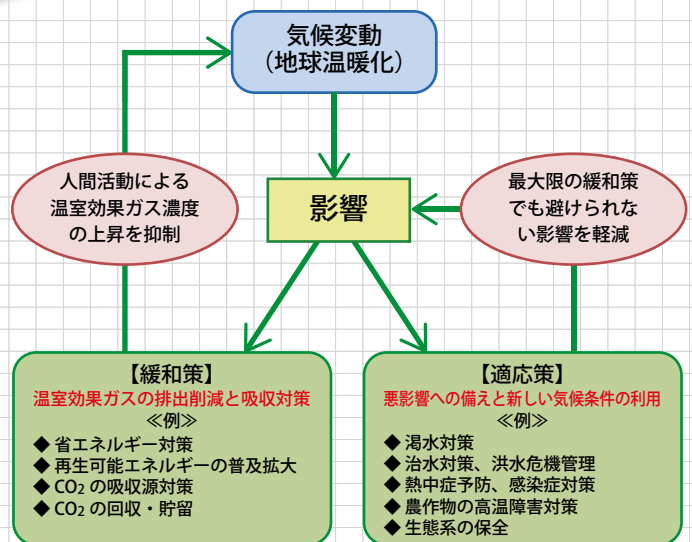 気候変動
（地球温暖化）
人間活動による
温室効果ガス濃度
の上昇を抑制
影響
最大限の緩和策
でも避けられな
い影響を軽減
【緩和策】
温室効果ガスの排出削減と吸収対策
≪例≫
◆ 省エネルギー対策
◆ 再生可能エネルギーの普及拡大
◆ CO₂ の吸収源対策
◆ CO₂ の回収・貯留
【適応策】
悪影響への備えと新しい気候条件の利用
≪例≫
◆ 渇水対策
◆ 治水対策、洪水危機管理
◆ 熱中症予防、感染症対策
◆ 農作物の高温障害対策
◆ 生態系の保全